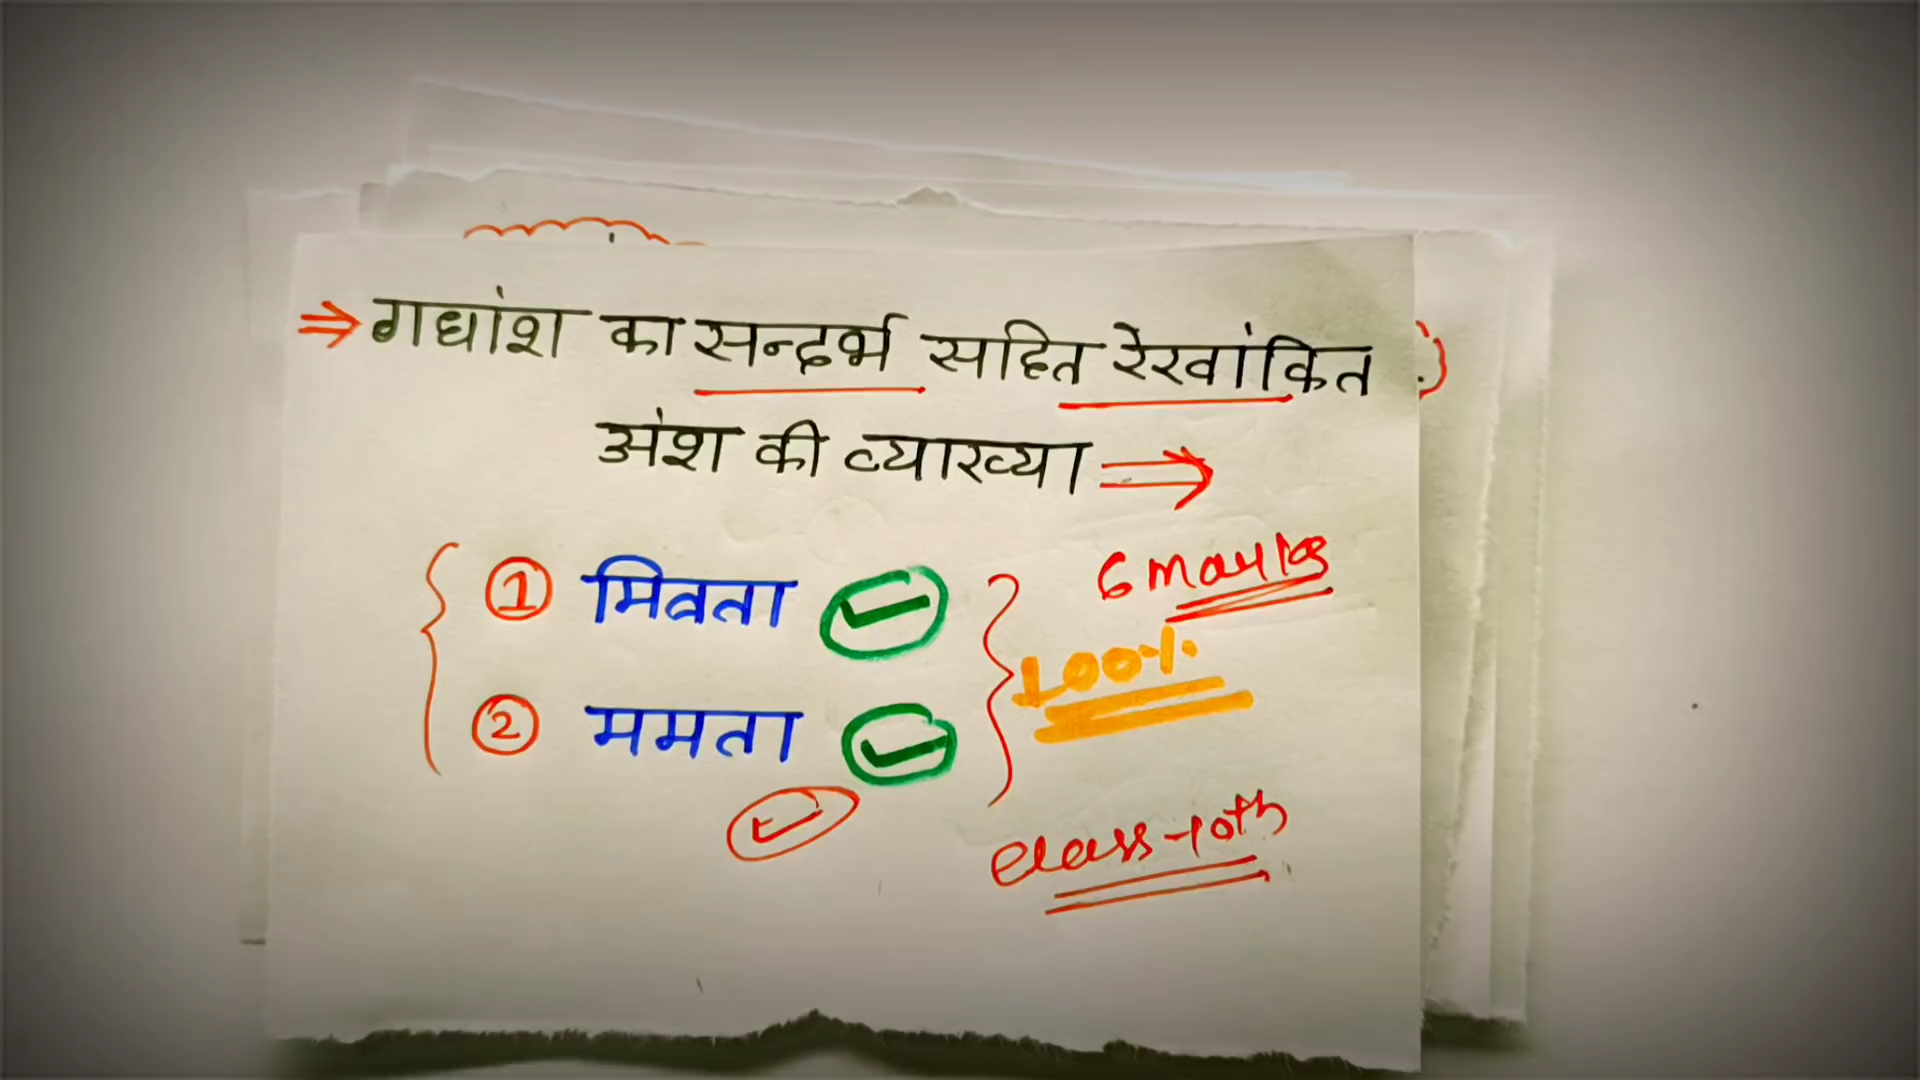 ⇒ गद्यांश का सन्दर्भ सहित रेखांकित
अंश की व्याख्या ⇒
① मित्रता
6 marks
100%
② ममता
class-10th